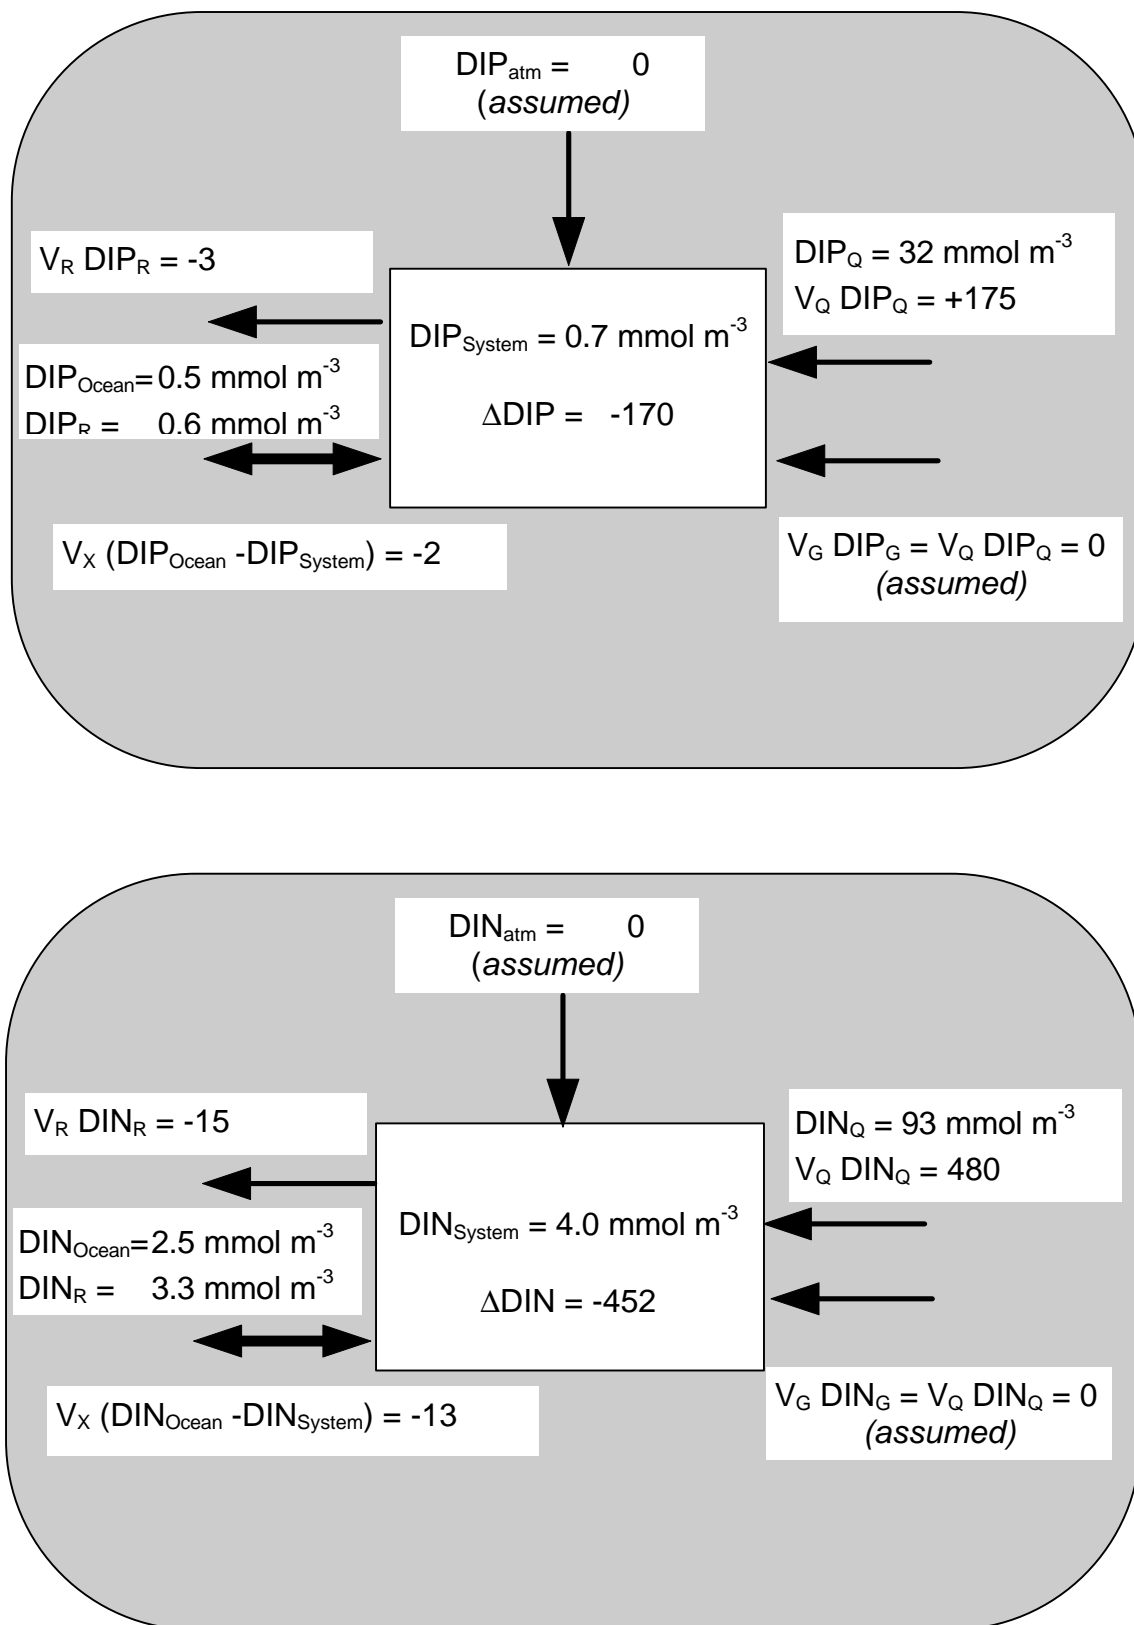 DIPatm = 0
(assumed)
VR DIPR = -3
DIPQ = 32 mmol m-3
VQ DIPQ = +175
DIPSystem = 0.7 mmol m-3
DIPOcean= 0.5 mmol m-3
DIPR = 0.6 mmol m-3
ΔDIP = -170
VX (DIPOcean -DIPSystem) = -2
VG DIPG = VQ DIPQ = 0
(assumed)
DINatm = 0
(assumed)
VR DINR = -15
DINQ = 93 mmol m-3
VQ DINQ = 480
DINSystem = 4.0 mmol m-3
DINOcean= 2.5 mmol m-3
DINR = 3.3 mmol m-3
ΔDIN = -452
VX (DINOcean -DINSystem) = -13
VG DING = VQ DINQ = 0
(assumed)